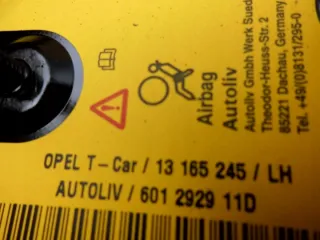 Airbag
Autoliv
Autoliv Gmbh Werk Sued
Theodor-Heuss-Str. 2
85221 Dachau, Germany
Tel. +49/(0)8131/295-0
OPEL T-Car / 13 165 245 / LH
AUTOLIV / 601 2929 11D